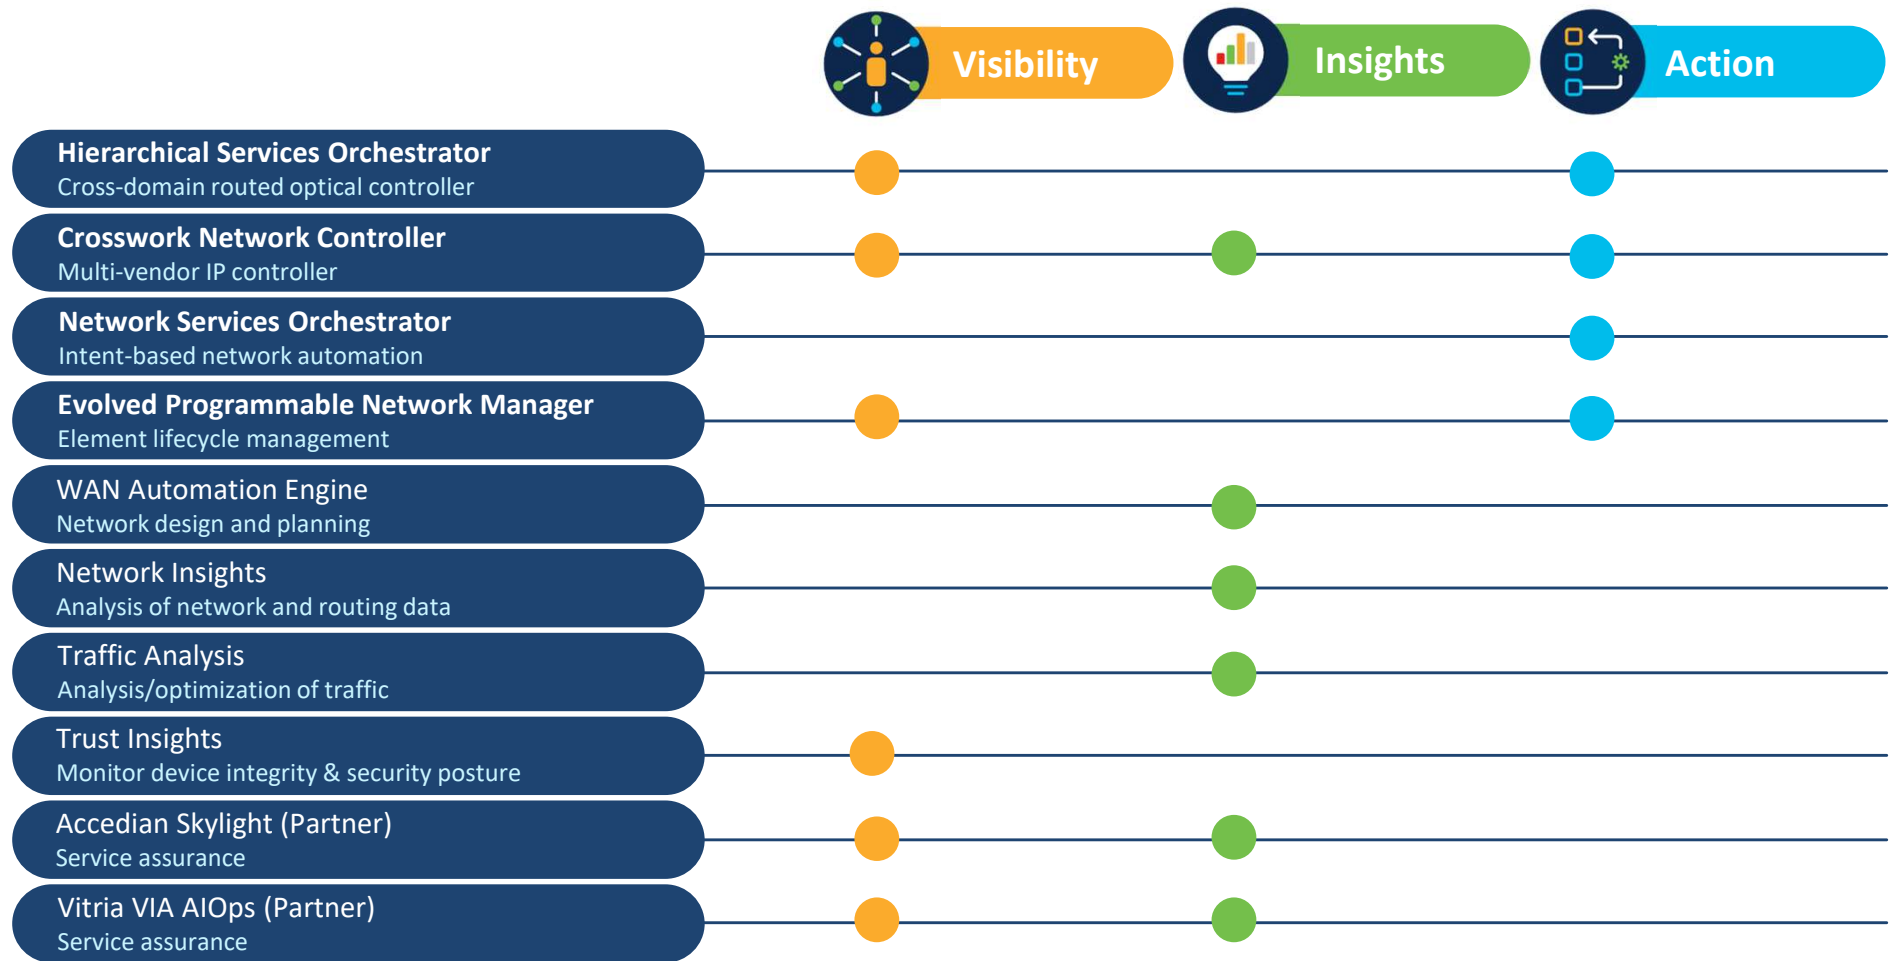 Visibility
Insights
Action
Hierarchical Services Orchestrator
Cross-domain routed optical controller
Crosswork Network Controller
Multi-vendor IP controller
Network Services Orchestrator
Intent-based network automation
Evolved Programmable Network Manager
Element lifecycle management
WAN Automation Engine
Network design and planning
Network Insights
Analysis of network and routing data
Traffic Analysis
Analysis/optimization of traffic
Trust Insights
Monitor device integrity & security posture
Accedian Skylight (Partner)
Service assurance
Vitria VIA AIOps (Partner)
Service assurance